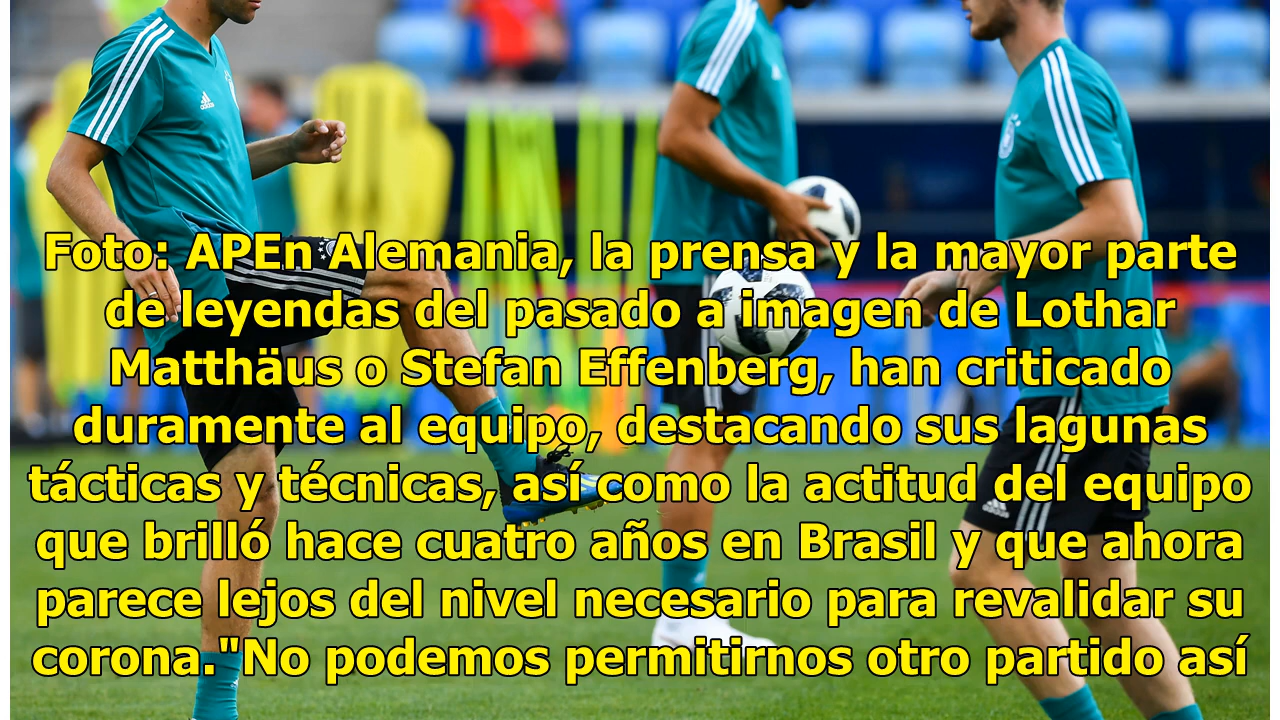 Foto: APEn Alemania, la prensa y la mayor parte
de leyendas del pasado a imagen de Lothar
Matthäus o Stefan Effenberg, han criticado
duramente al equipo, destacando sus lagunas
tácticas y técnicas, así como la actitud del equipo
que brilló hace cuatro años en Brasil y que ahora
parece lejos del nivel necesario para revalidar su
corona."No podemos permitirnos otro partido así
adidas